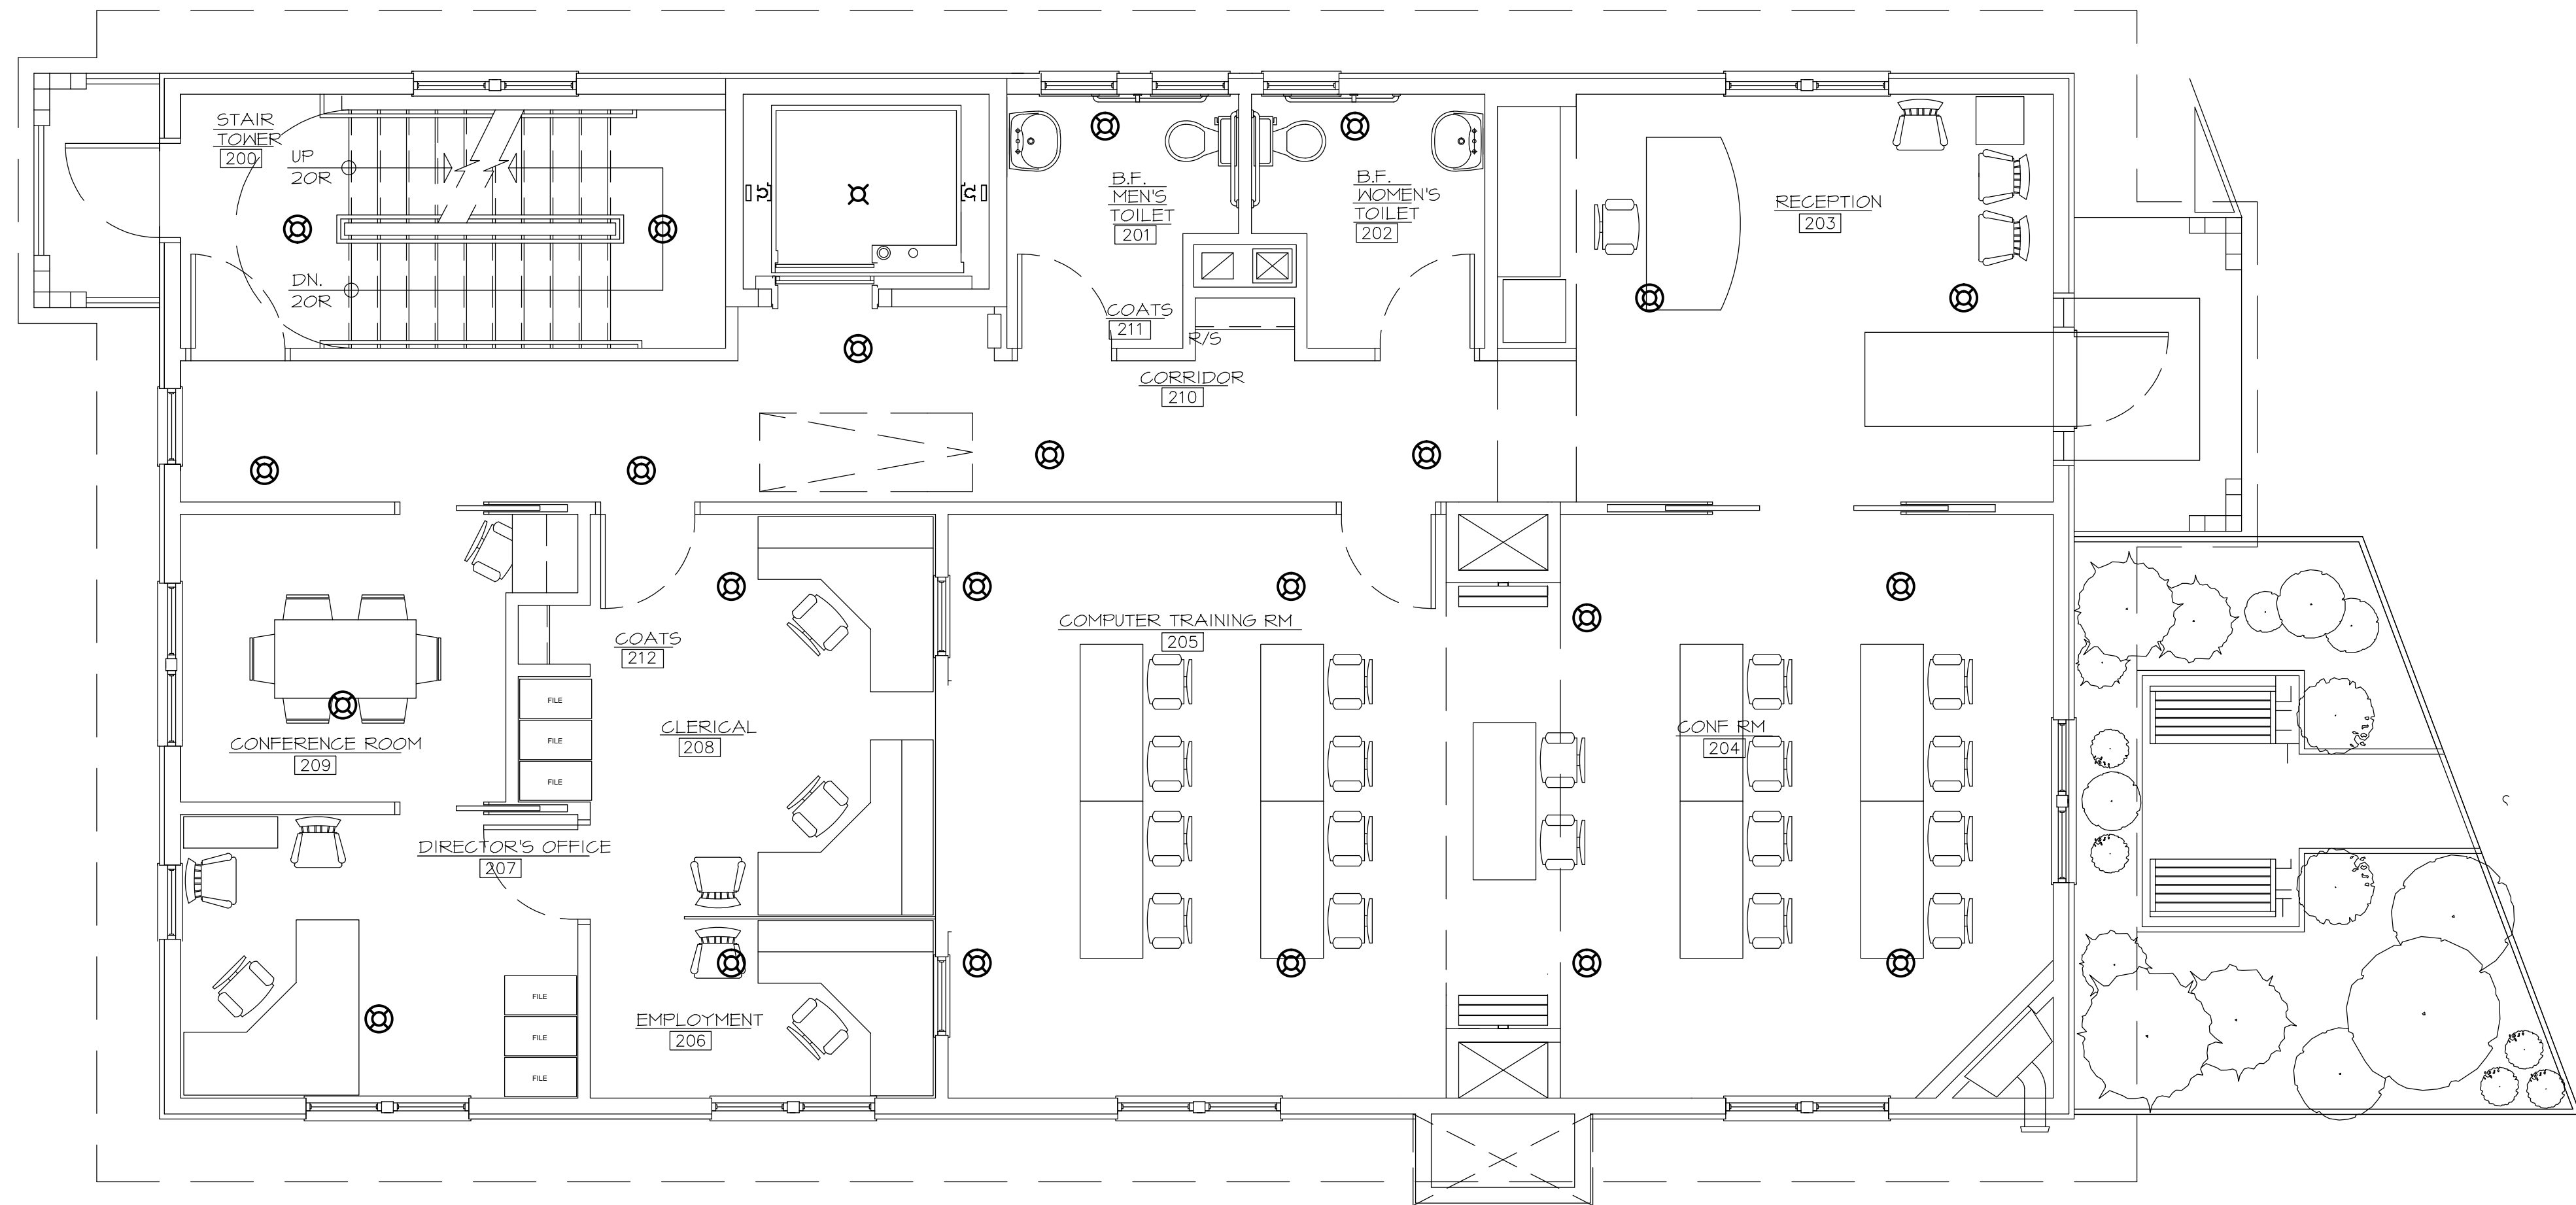 STAIR
TOWER
200
UP
20R
DN.
20R
B.F.
MEN'S
TOILET
201
B.F.
WOMEN'S
TOILET
202
RECEPTION
203
COATS
211
R/S
CORRIDOR
210
COMPUTER TRAINING RM
205
COATS
212
FILE
FILE
FILE
CLERICAL
208
CONF RM
204
CONFERENCE ROOM
209
DIRECTOR'S OFFICE
207
FILE
FILE
FILE
EMPLOYMENT
206